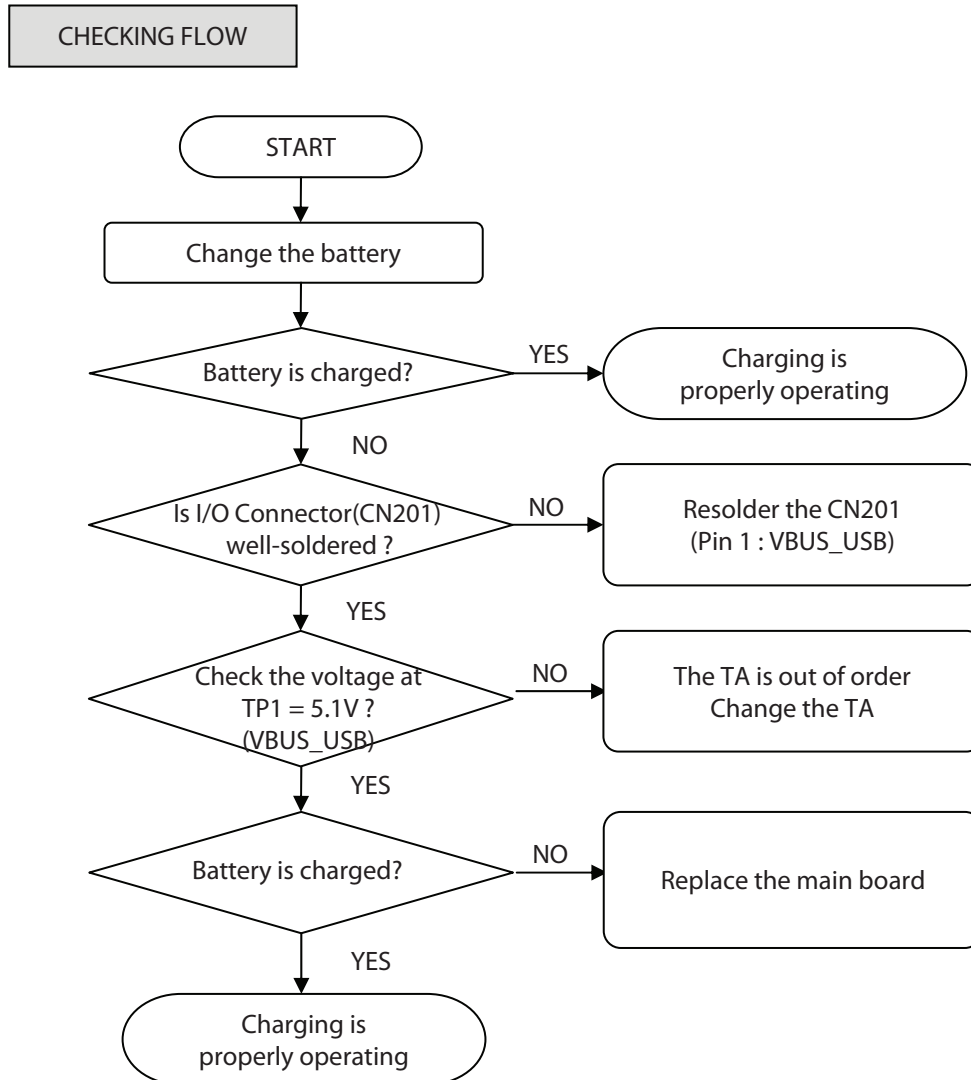 CHECKING FLOW
START
Change the battery
Battery is charged?
YES
Charging is
properly operating
NO
Is I/O Connector(CN201)
well-soldered ?
NO
Resolder the CN201
(Pin 1 : VBUS_USB)
YES
Check the voltage at
TP1 = 5.1V ?
(VBUS_USB)
NO
The TA is out of order
Change the TA
YES
Battery is charged?
NO
Replace the main board
YES
Charging is
properly operating